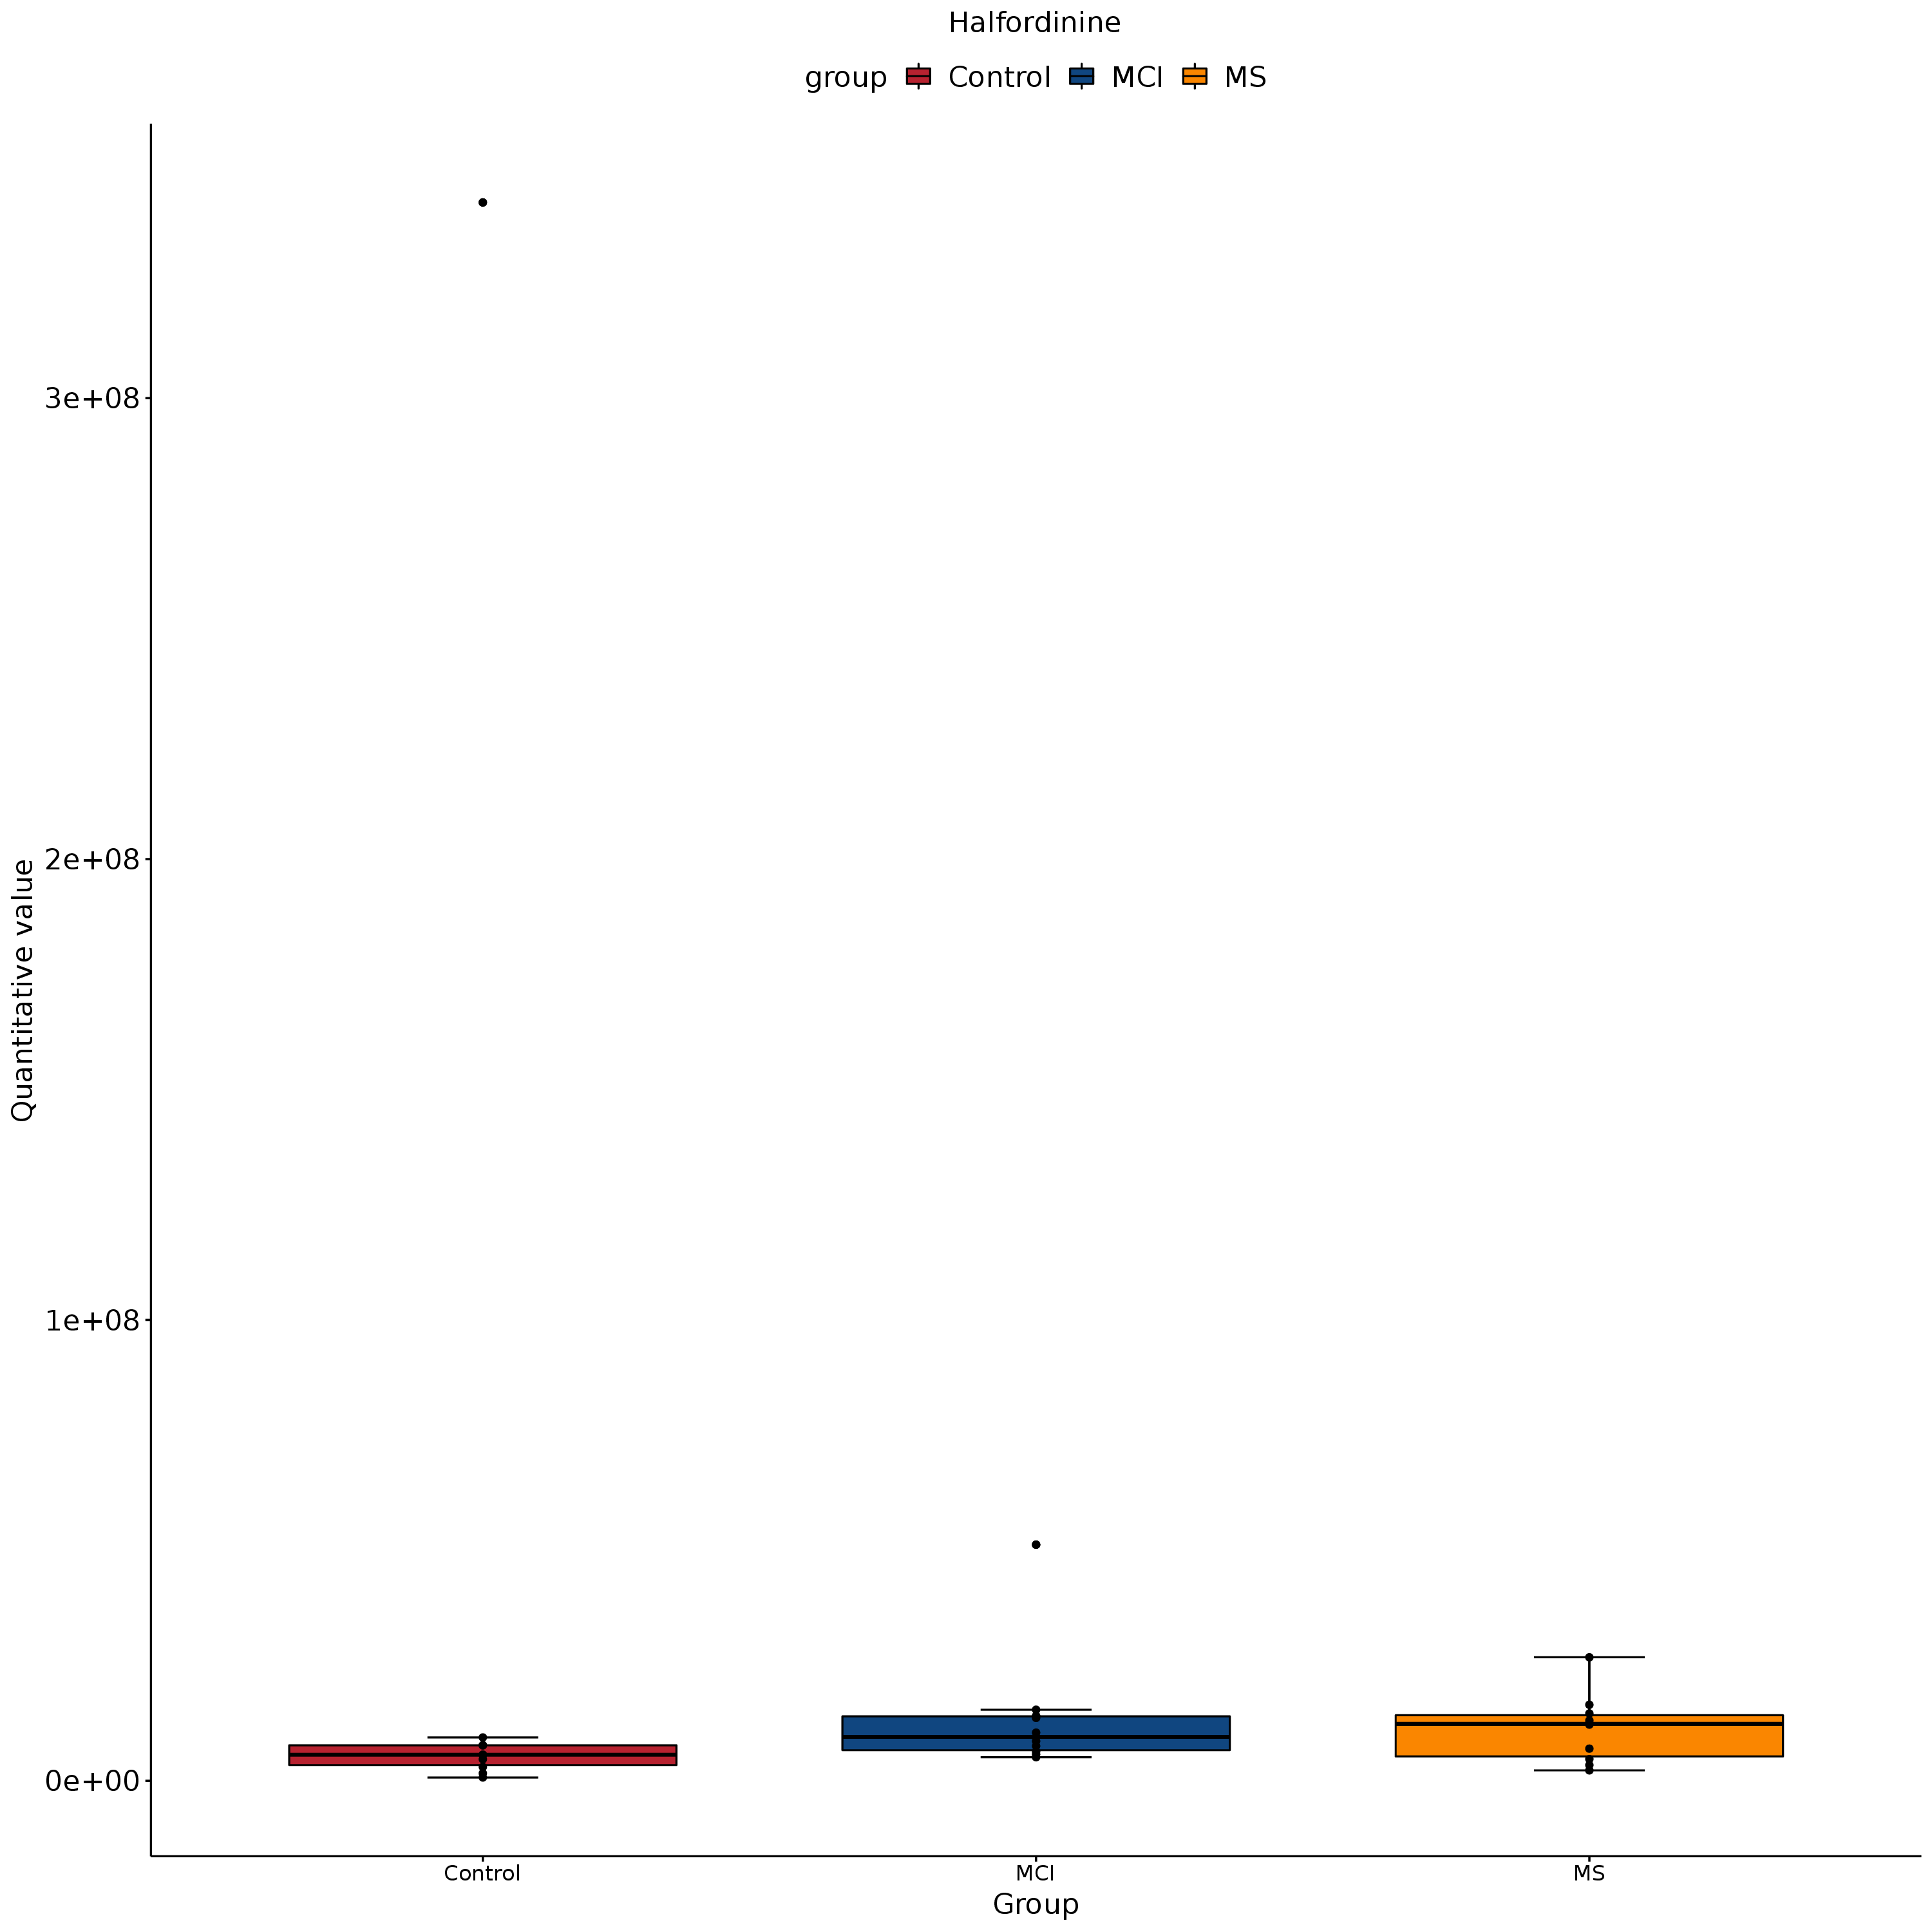 Halfordinine
group Control MCI MS
3e+08
2e+08
1e+08
0e+00
Quantitative value
Control MCI MS
Group